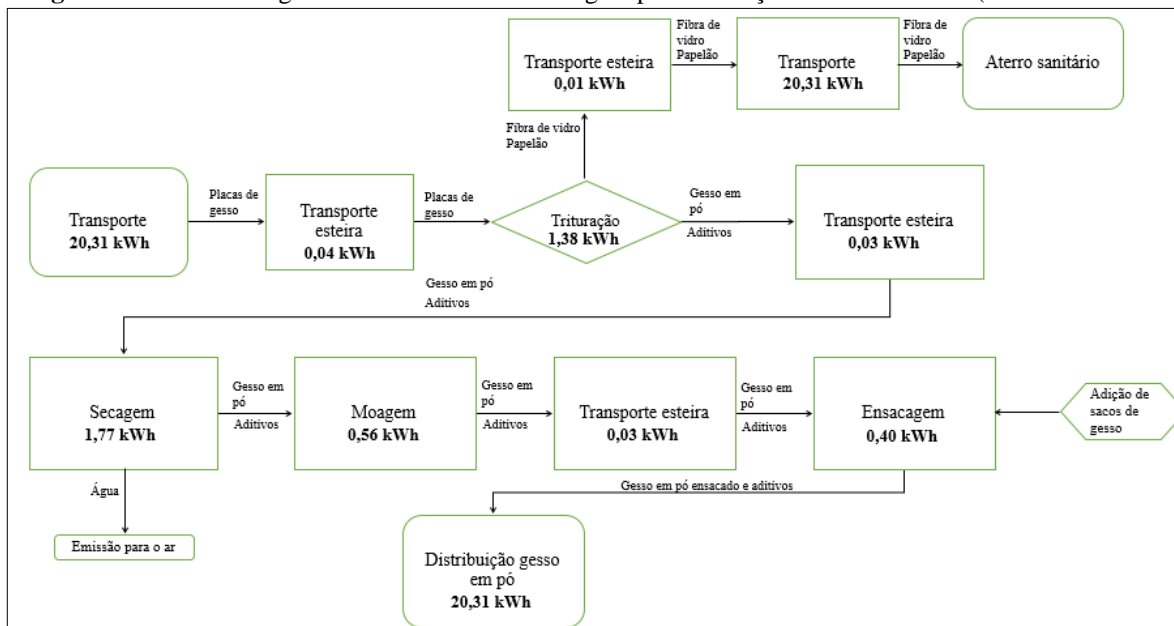 Fibra de
vidro
Papelão
Fibra de
vidro
Papelão
Transporte esteira
0,01 kWh
Transporte
20,31 kWh
Aterro sanitário
Fibra de vidro
Papelão
Transporte
20,31 kWh
Placas de
gesso
Transporte
esteira
0,04 kWh
Placas de
gesso
Trituração
1,38 kWh
Gesso em
pó
Aditivos
Transporte esteira
0,03 kWh
Gesso em pó
Aditivos
Secagem
1,77 kWh
Gesso em
pó
Aditivos
Moagem
0,56 kWh
Gesso em
pó
Aditivos
Transporte esteira
0,03 kWh
Gesso em
pó
Aditivos
Ensacagem
0,40 kWh
Adição de
sacos de
gesso
Água
Emissão para o ar
Gesso em pó ensacado e aditivos
Distribuição gesso
em pó
20,31 kWh